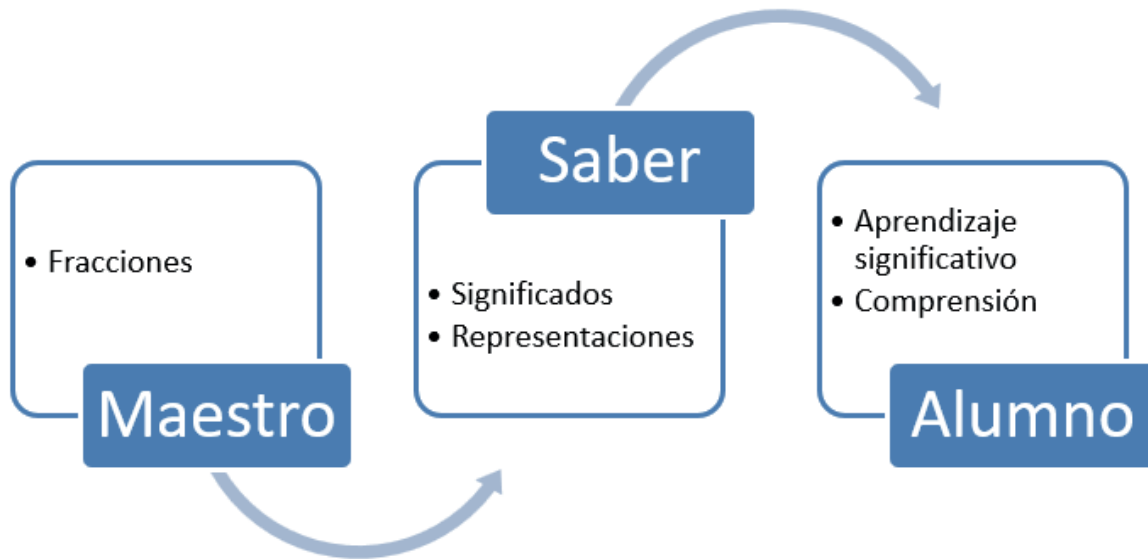 • Fracciones
Maestro
Saber
• Significados
• Representaciones
• Aprendizaje
significativo
• Comprensión
Alumno